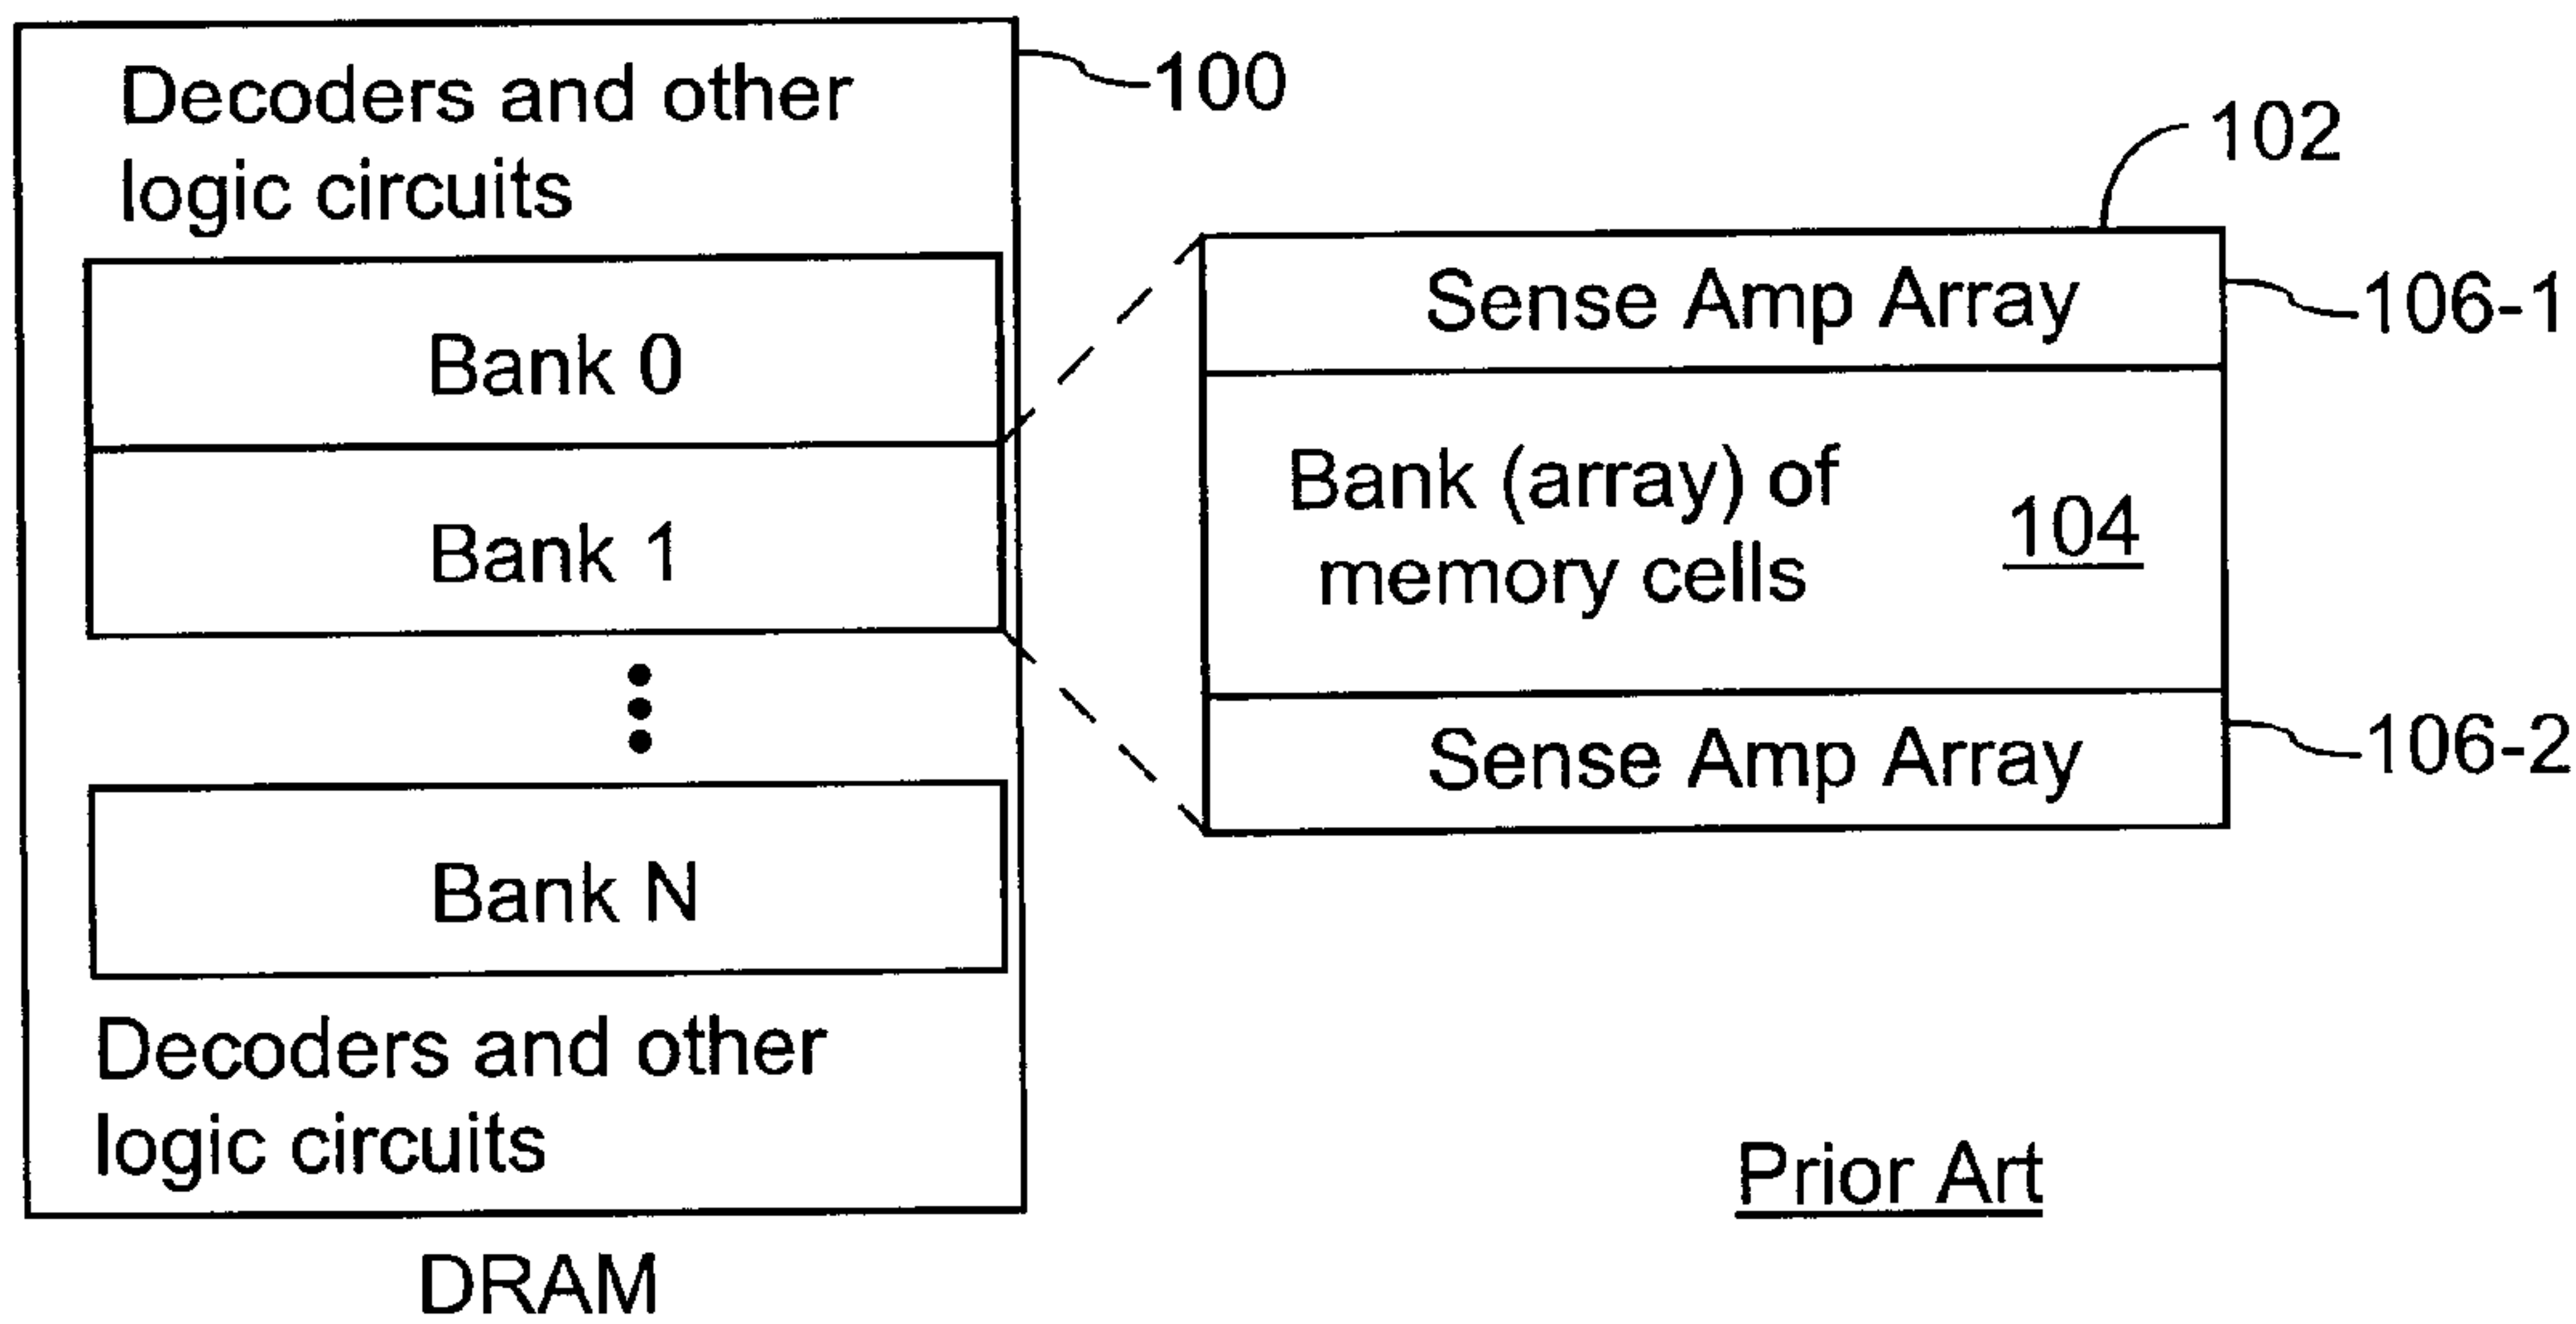 Decoders and other
logic circuits
100
Bank 0
Bank 1
Bank N
Decoders and other
logic circuits
DRAM
102
Sense Amp Array
106-1
Bank (array) of
memory cells
104
Sense Amp Array
106-2
Prior Art